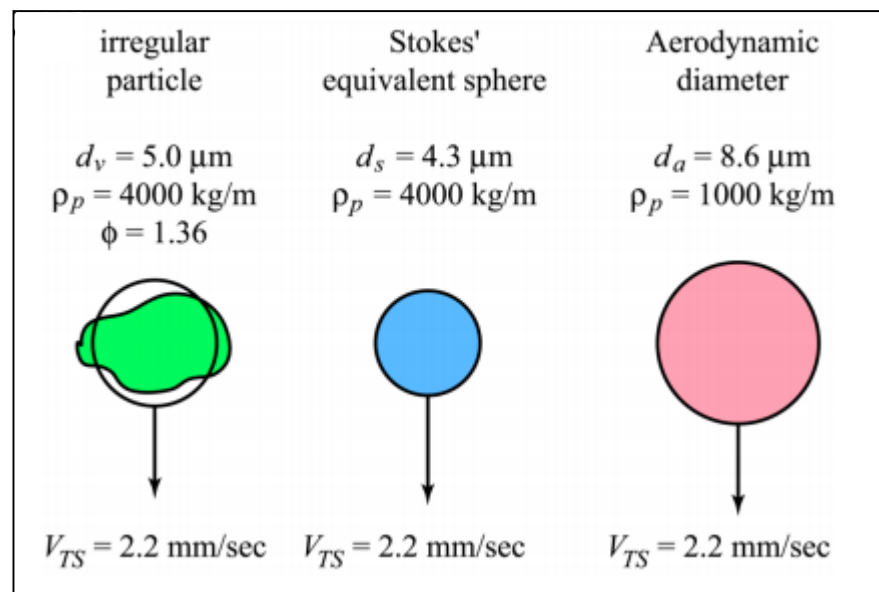 irregular
particle
d_v = 5.0 μm
ρ_p = 4000 kg/m
ϕ = 1.36
V_TS = 2.2 mm/sec
Stokes'
equivalent sphere
d_s = 4.3 μm
ρ_p = 4000 kg/m
V_TS = 2.2 mm/sec
Aerodynamic
diameter
d_a = 8.6 μm
ρ_p = 1000 kg/m
V_TS = 2.2 mm/sec